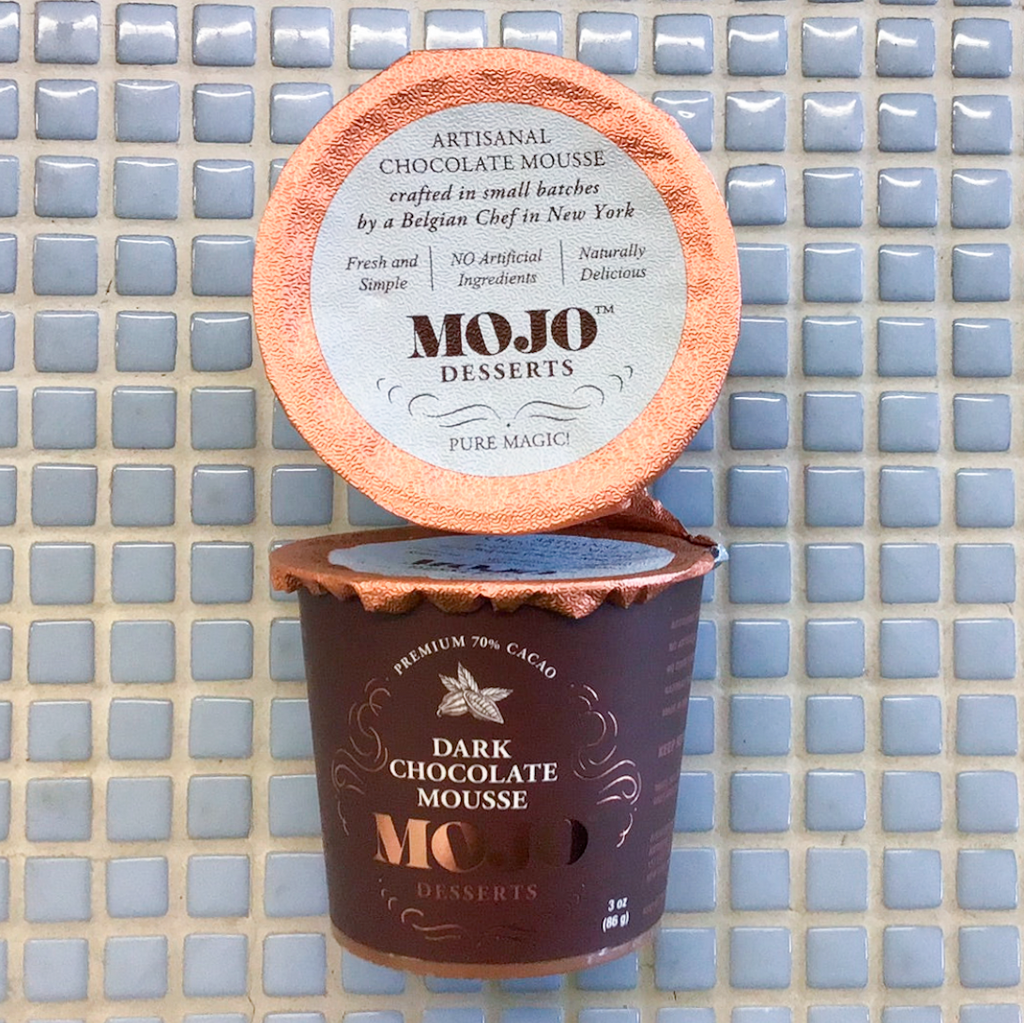 ARTISANAL
CHOCOLATE MOUSSE
crafted in small batches
by a Belgian Chef in New York
Fresh and
Simple
NO Artificial
Ingredients
Naturally
Delicious
MOJO™
DESSERTS
PURE MAGIC!
PREMIUM 70% CACAO
DARK
CHOCOLATE
MOUSSE
MOJO
DESSERTS
3 oz
(86 g)